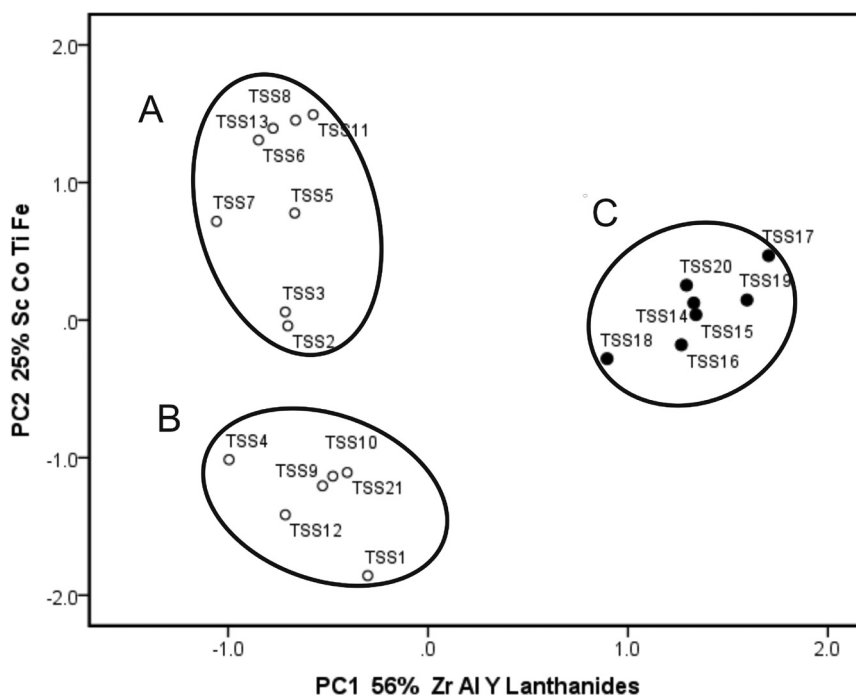 2.0
A
TSS8
TSS13
TSS11
TSS6
1.0
TSS7
TSS5
C
TSS17
TSS20
TSS19
TSS3
.0
TSS14
TSS15
TSS2
TSS18
TSS16
B
TSS4
TSS10
-1.0
TSS9
TSS21
TSS12
TSS1
-2.0
-1.0
.0
1.0
2.0
PC2 25% Sc Co Ti Fe
PC1 56% Zr Al Y Lanthanides